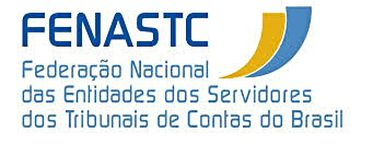 FENASTC
Federação Nacional
das Entidades dos Servidores
dos Tribunais de Contas do Brasil